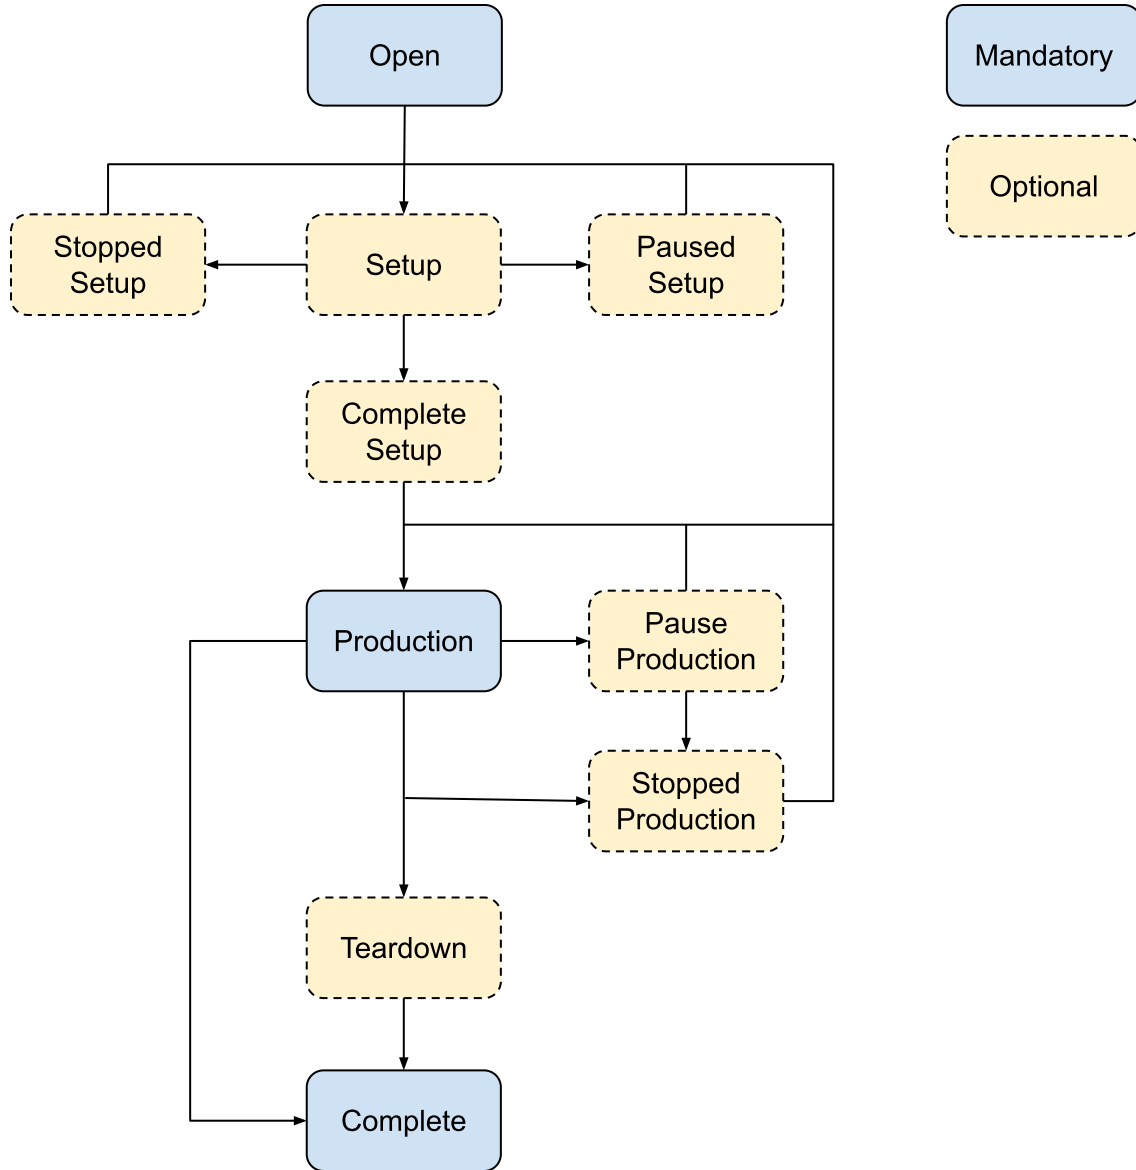 Open
Mandatory
Optional
Stopped
Setup
Setup
Paused
Setup
Complete
Setup
Production
Pause
Production
Stopped
Production
Teardown
Complete